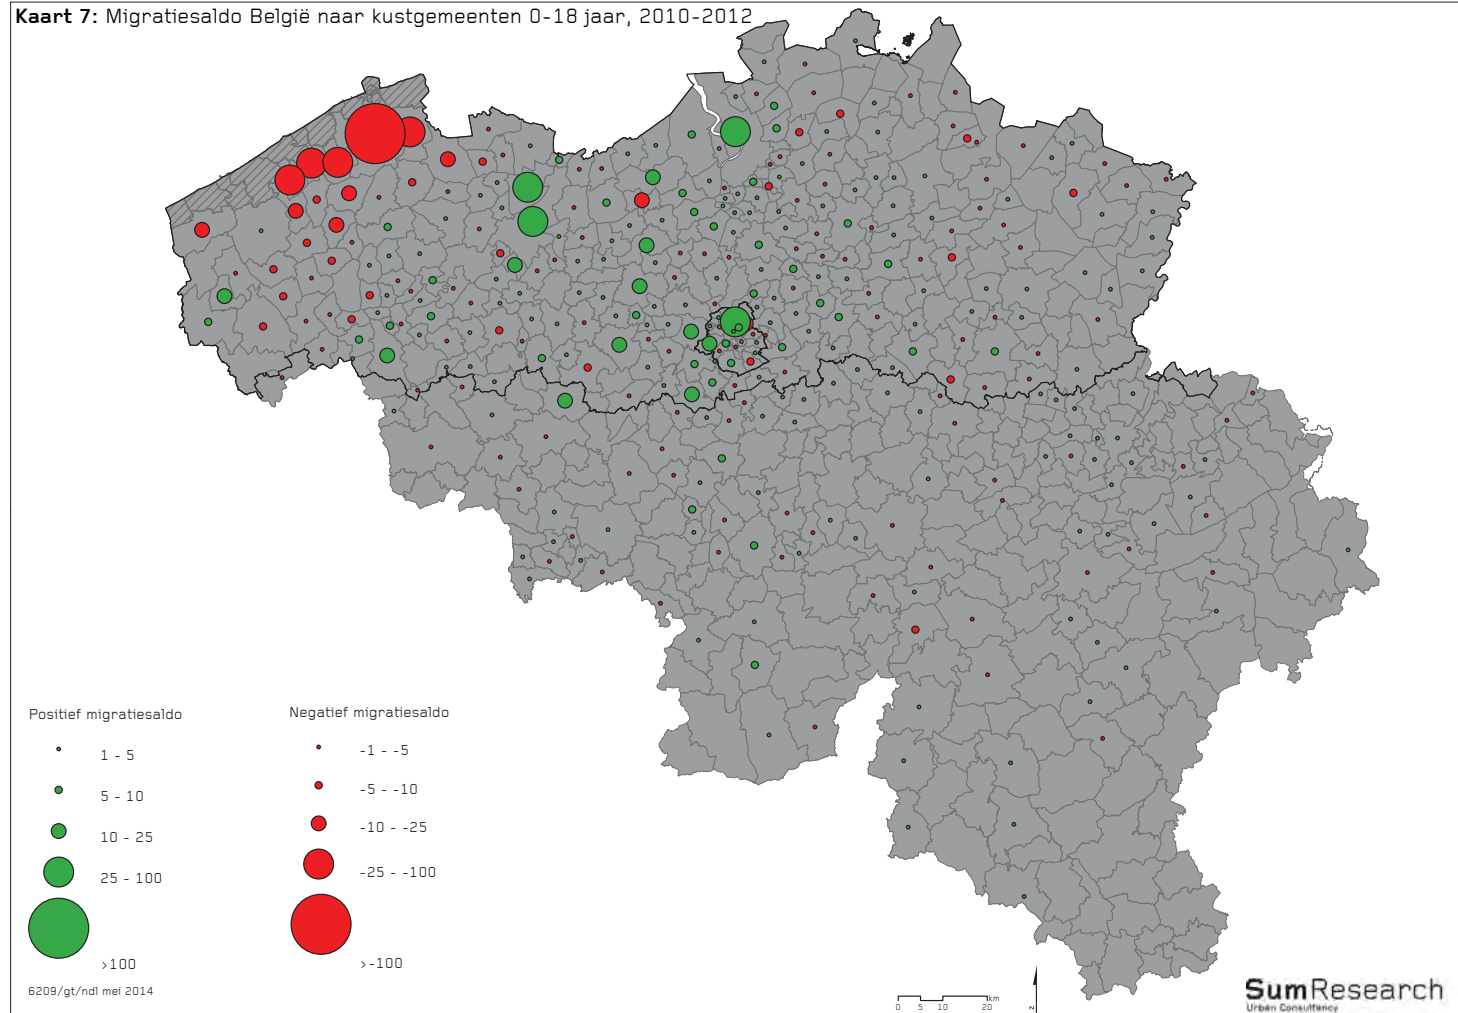 Kaart 7: Migratiesaldo België naar kustgemeenten 0-18 jaar, 2010-2012
Positief migratiesaldo
1 - 5
5 - 10
10 - 25
25 - 100
>100
Negatief migratiesaldo
-1 - -5
-5 - -10
-10 - -25
-25 - -100
>-100
6209/gt/ndl mei 2014
km
0 5 10 20
N
SumResearch
Urban Consultancy